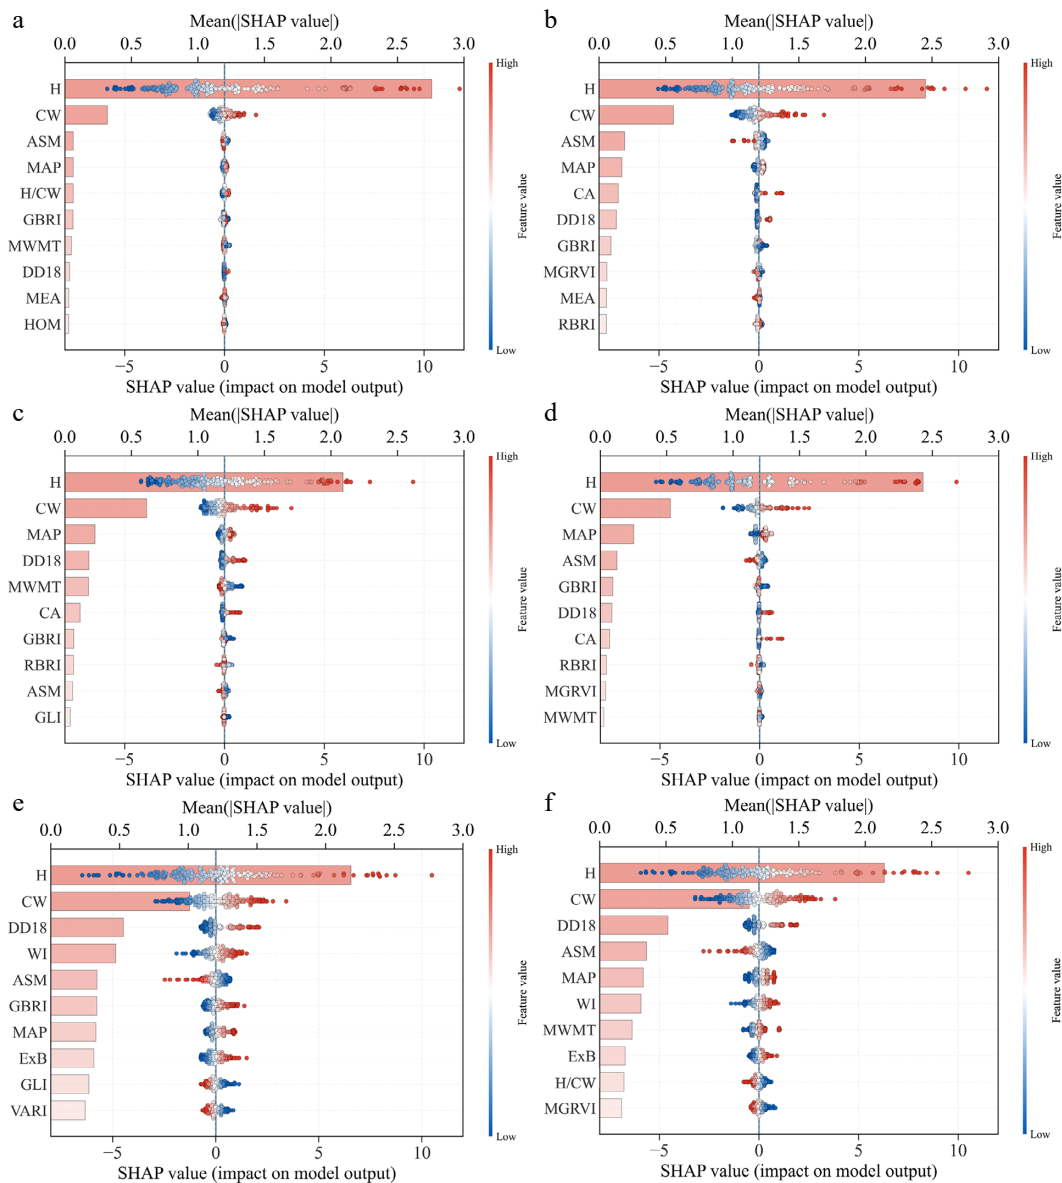 a
Mean(|SHAP value|)
0.0 0.5 1.0 1.5 2.0 2.5 3.0
H
CW
ASM
MAP
H/CW
GBRI
MWMT
DD18
MEA
HOM
−5 0 5 10
SHAP value (impact on model output)
High
Feature value
Low
b
Mean(|SHAP value|)
0.0 0.5 1.0 1.5 2.0 2.5 3.0
H
CW
ASM
MAP
CA
DD18
GBRI
MGRVI
MEA
RBRI
−5 0 5 10
SHAP value (impact on model output)
High
Feature value
Low
c
Mean(|SHAP value|)
0.0 0.5 1.0 1.5 2.0 2.5 3.0
H
CW
MAP
DD18
MWMT
CA
GBRI
RBRI
ASM
GLI
−5 0 5 10
SHAP value (impact on model output)
High
Feature value
Low
d
Mean(|SHAP value|)
0.0 0.5 1.0 1.5 2.0 2.5 3.0
H
CW
MAP
ASM
GBRI
DD18
CA
RBRI
MGRVI
MWMT
−5 0 5 10
SHAP value (impact on model output)
High
Feature value
Low
e
Mean(|SHAP value|)
0.0 0.5 1.0 1.5 2.0 2.5 3.0
H
CW
DD18
WI
ASM
GBRI
MAP
ExB
GLI
VARI
−5 0 5 10
SHAP value (impact on model output)
High
Feature value
Low
f
Mean(|SHAP value|)
0.0 0.5 1.0 1.5 2.0 2.5 3.0
H
CW
DD18
ASM
MAP
WI
MWMT
ExB
H/CW
MGRVI
−5 0 5 10
SHAP value (impact on model output)
High
Feature value
Low